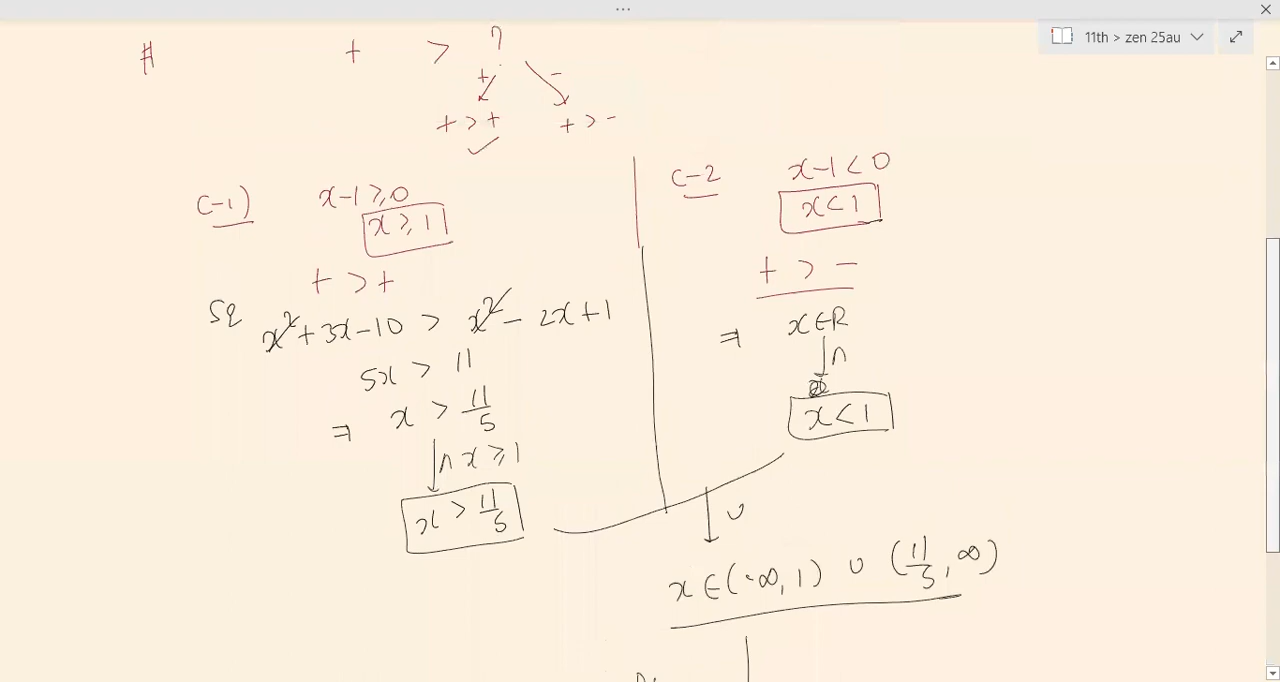 11th > zen 25au
# + > ?
+ -
+ > + + > -
C-1) x-1 ≥ 0
x ≥ 1
+ > +
SQ x²+3x-10 > x²-2x+1
5x > 11
⇒ x > 11/5
∩ x ≥ 1
x > 11/5
C-2 x-1 < 0
x < 1
+ > -
⇒ x ∈ R
∩
x < 1
∪
x ∈ (-∞, 1) ∪ (11/5, ∞)